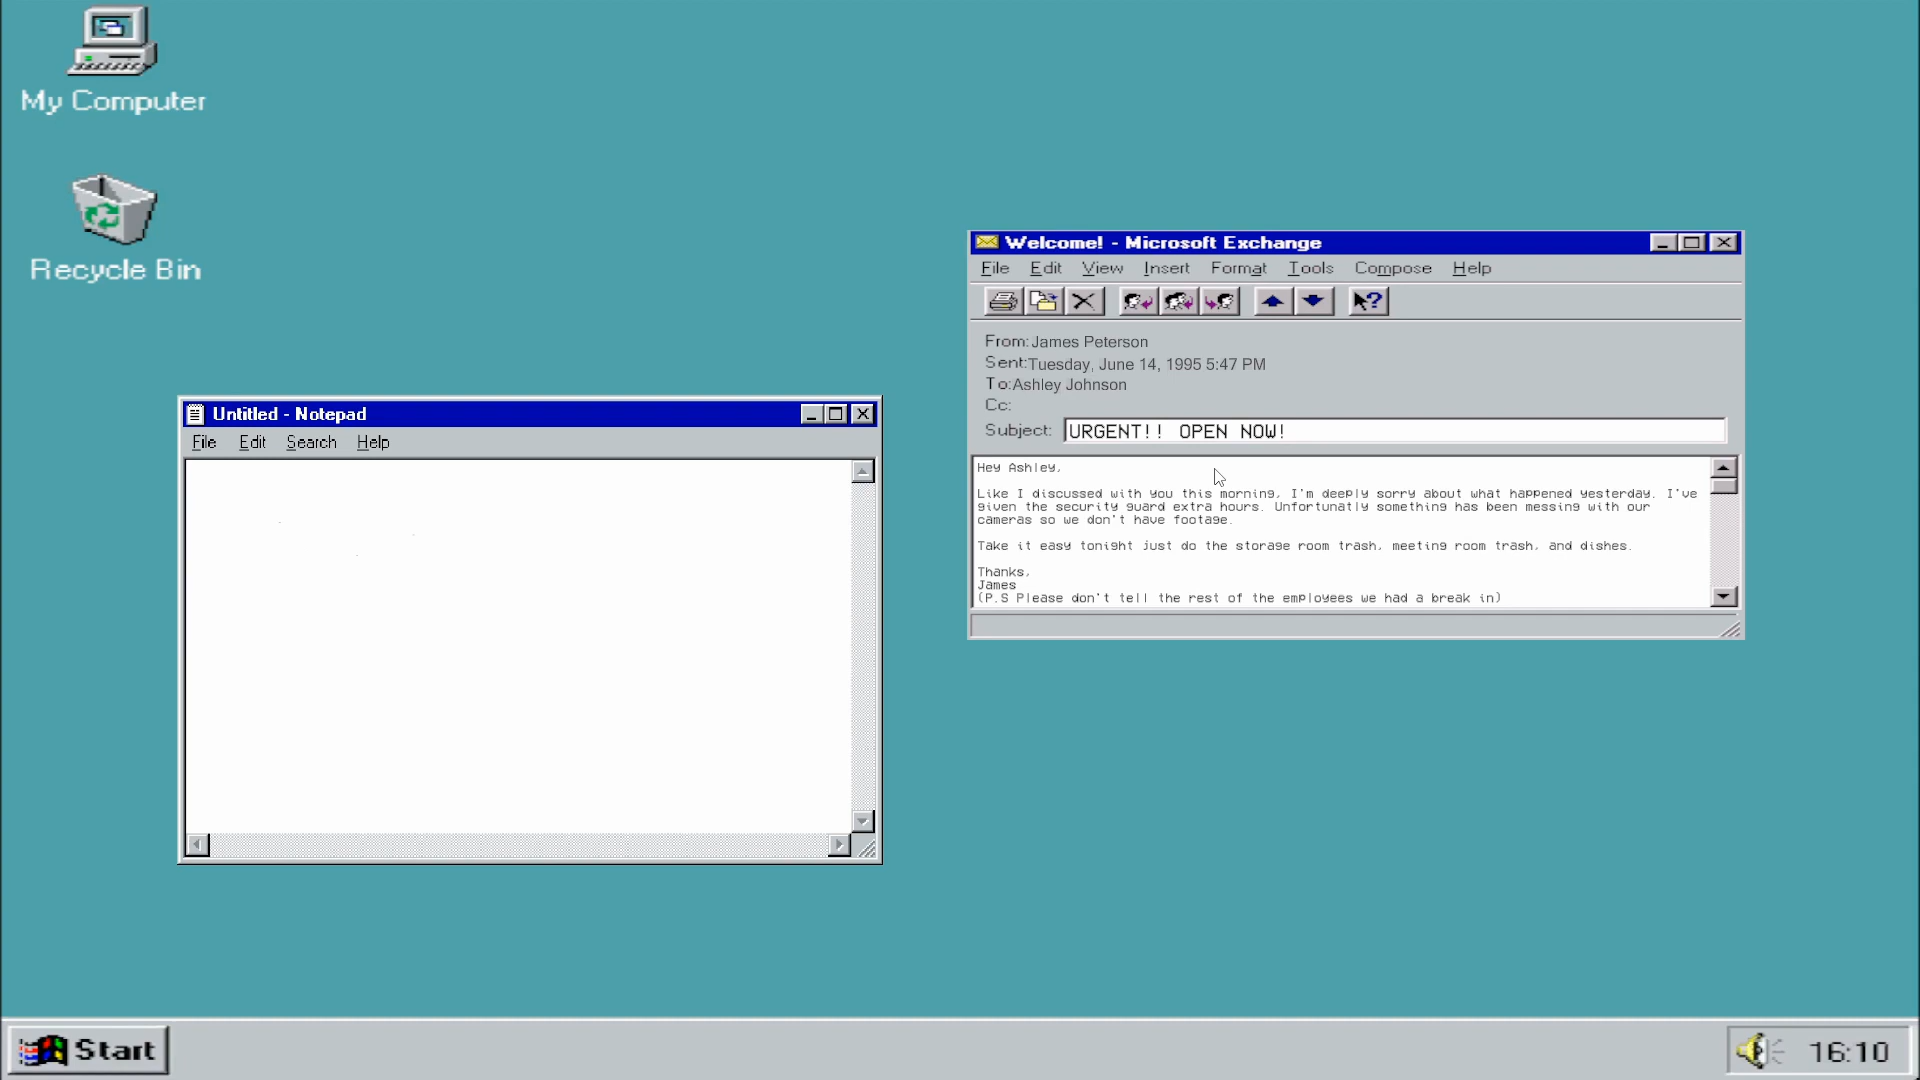 My Computer
Recycle Bin
Untitled - Notepad
File Edit Search Help
Welcome! - Microsoft Exchange
File Edit View Insert Format Tools Compose Help
From: James Peterson
Sent: Tuesday, June 14, 1995 5:47 PM
To: Ashley Johnson
Cc:
Subject: URGENT!! OPEN NOW!
Hey Ashley,
Like I discussed with you this morning, I'm deeply sorry about what happened yesterday. I've
given the security guard extra hours. Unfortunatly something has been messing with our
cameras so we don't have footage.
Take it easy tonight just do the storage room trash, meeting room trash, and dishes.
Thanks,
James
(P.S Please don't tell the rest of the employees we had a break in)
Start
16:10